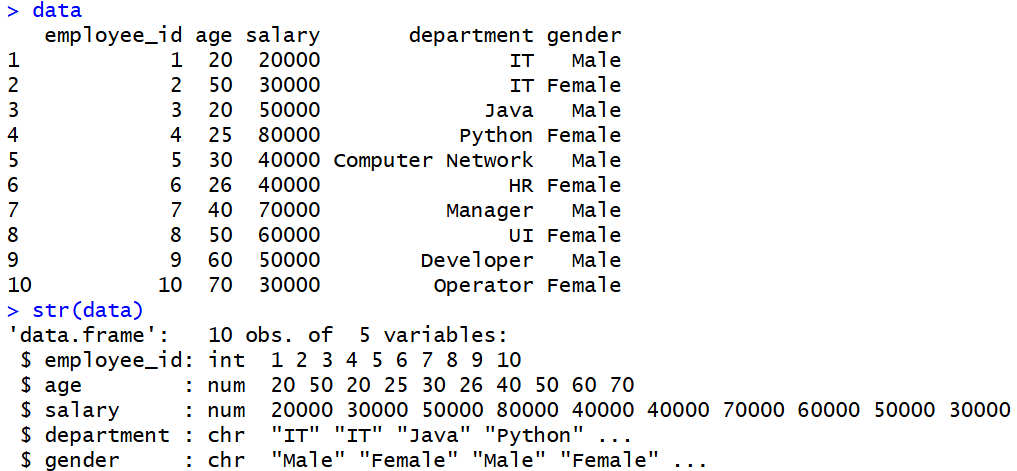 > data
   employee_id age salary       department gender
1            1  20  20000               IT   Male
2            2  50  30000               IT Female
3            3  20  50000             Java   Male
4            4  25  80000           Python Female
5            5  30  40000 Computer Network   Male
6            6  26  40000               HR Female
7            7  40  70000          Manager   Male
8            8  50  60000               UI Female
9            9  60  50000        Developer   Male
10          10  70  30000         Operator Female
> str(data)
'data.frame':   10 obs. of  5 variables:
 $ employee_id: int  1 2 3 4 5 6 7 8 9 10
 $ age        : num  20 50 20 25 30 26 40 50 60 70
 $ salary     : num  20000 30000 50000 80000 40000 40000 70000 60000 50000 30000
 $ department : chr  "IT" "IT" "Java" "Python" ...
 $ gender     : chr  "Male" "Female" "Male" "Female" ...